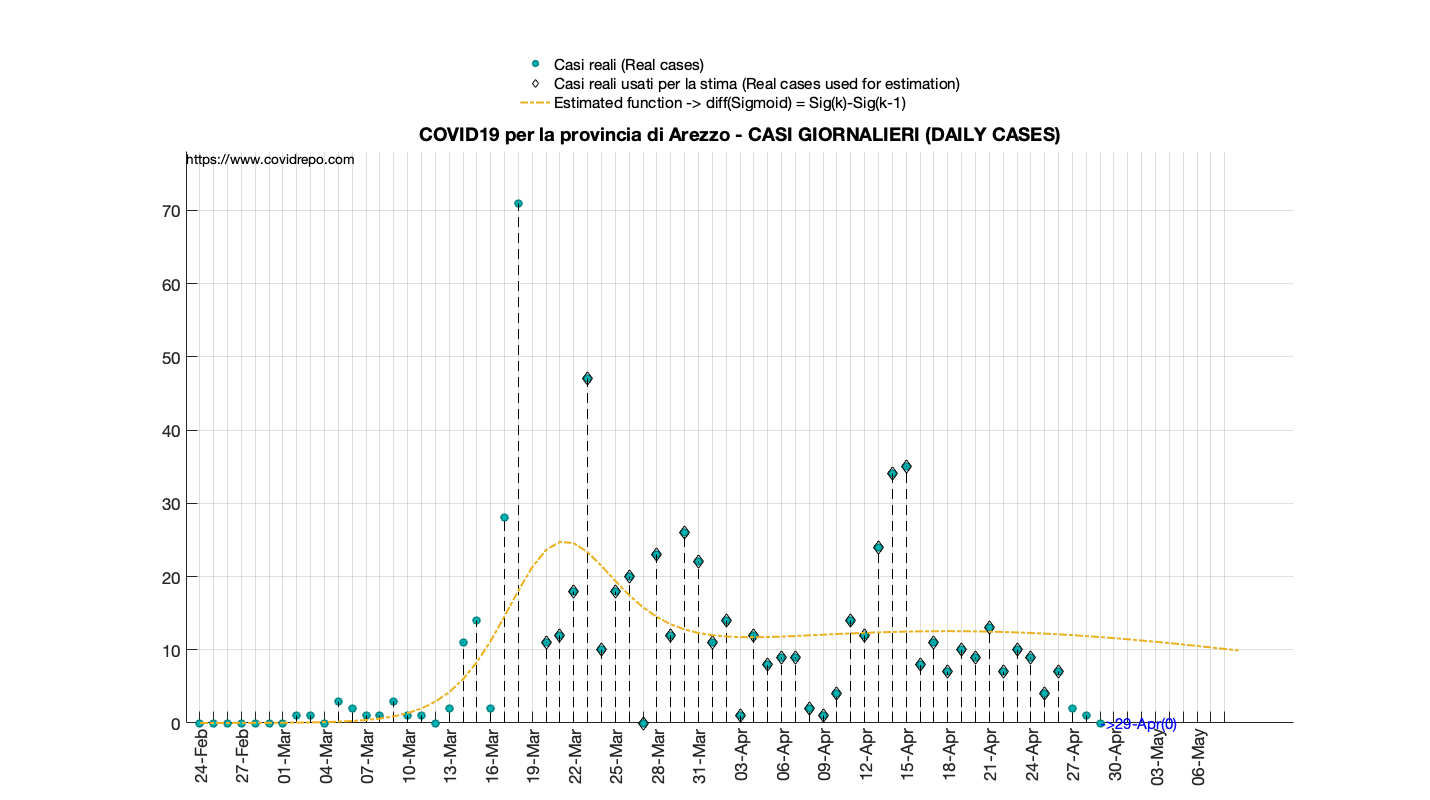 Casi reali (Real cases)
Casi reali usati per la stima (Real cases used for estimation)
Estimated function -> diff(Sigmoid) = Sig(k)-Sig(k-1)
COVID19 per la provincia di Arezzo - CASI GIORNALIERI (DAILY CASES)
https://www.covidrepo.com
70
60
50
40
30
20
10
0
->29-Apr(0)
24-Feb
27-Feb
01-Mar
04-Mar
07-Mar
10-Mar
13-Mar
16-Mar
19-Mar
22-Mar
25-Mar
28-Mar
31-Mar
03-Apr
06-Apr
09-Apr
12-Apr
15-Apr
18-Apr
21-Apr
24-Apr
27-Apr
30-Apr
03-May
06-May